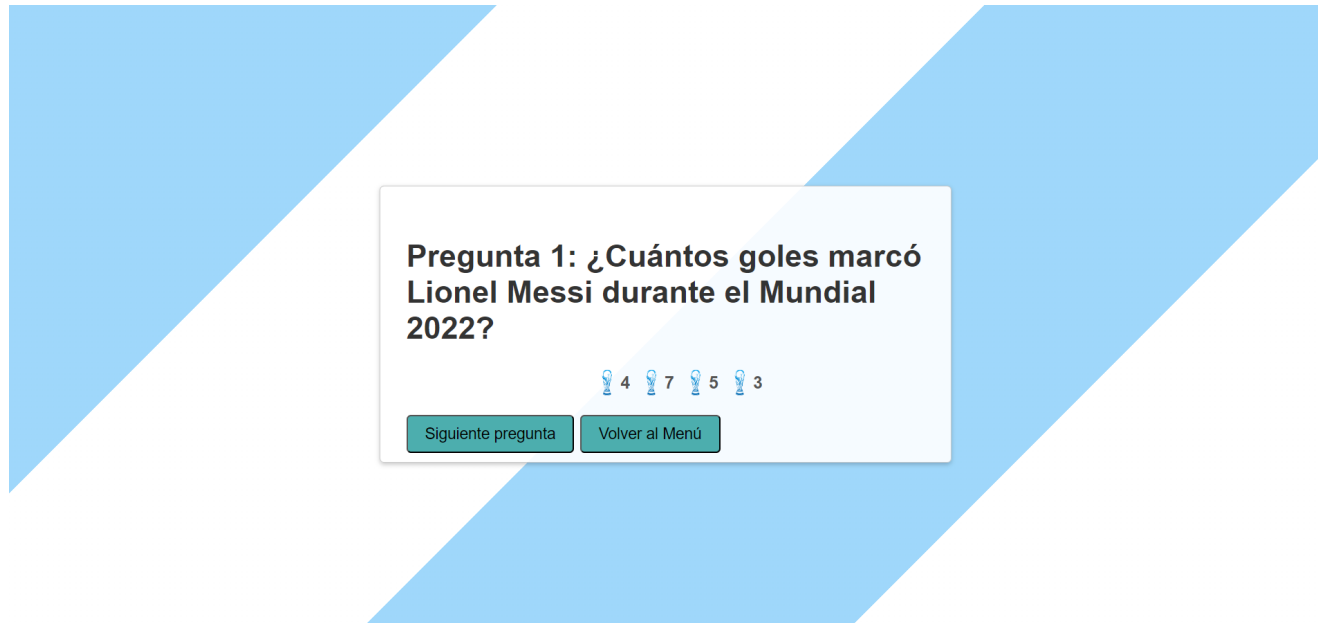 Pregunta 1: ¿Cuántos goles marcó
Lionel Messi durante el Mundial
2022?
4 7 5 3
Siguiente pregunta Volver al Menú